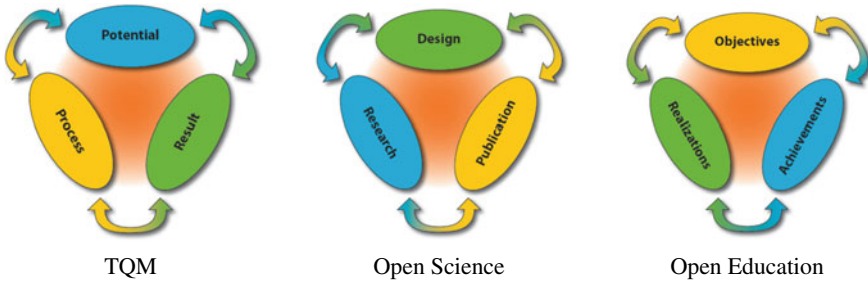 Potential
Process
Result
TQM
Design
Research
Publication
Open Science
Objectives
Realizations
Achievements
Open Education